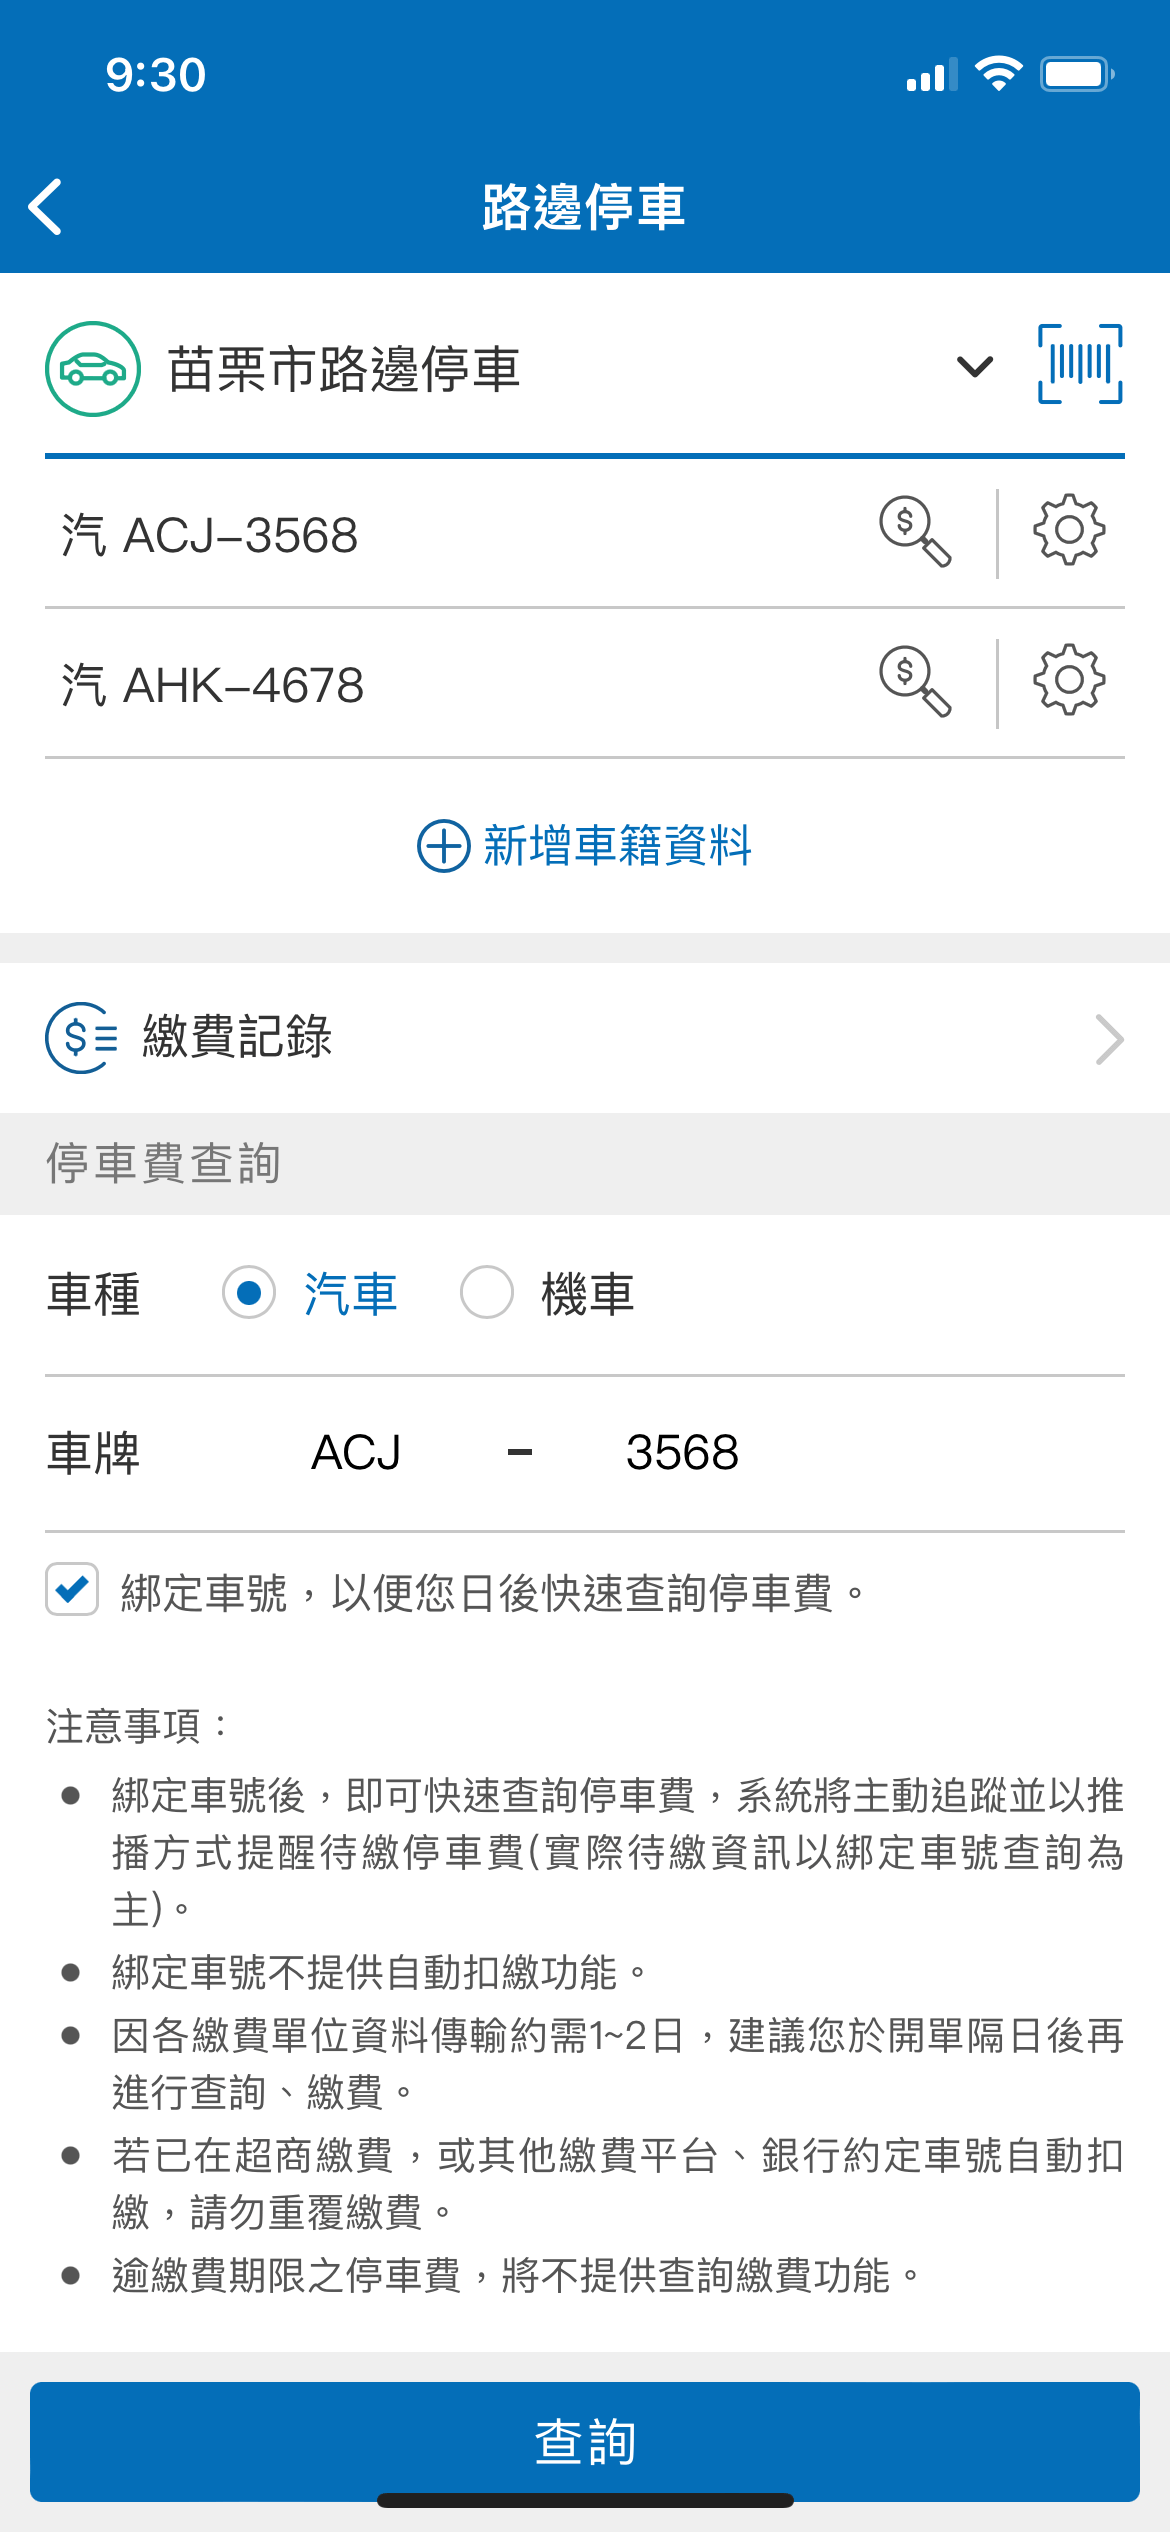 9:30
路邊停車
苗栗市路邊停車
汽 ACJ–3568
汽 AHK–4678
新增車籍資料
繳費記錄
停車費查詢
車種 汽車 機車
車牌 ACJ - 3568
綁定車號，以便您日後快速查詢停車費。
注意事項：
● 綁定車號後，即可快速查詢停車費，系統將主動追蹤並以推
播方式提醒待繳停車費(實際待繳資訊以綁定車號查詢為
主)。
● 綁定車號不提供自動扣繳功能。
● 因各繳費單位資料傳輸約需1~2日，建議您於開單隔日後再
進行查詢、繳費。
● 若已在超商繳費，或其他繳費平台、銀行約定車號自動扣
繳，請勿重覆繳費。
● 逾繳費期限之停車費，將不提供查詢繳費功能。
查詢